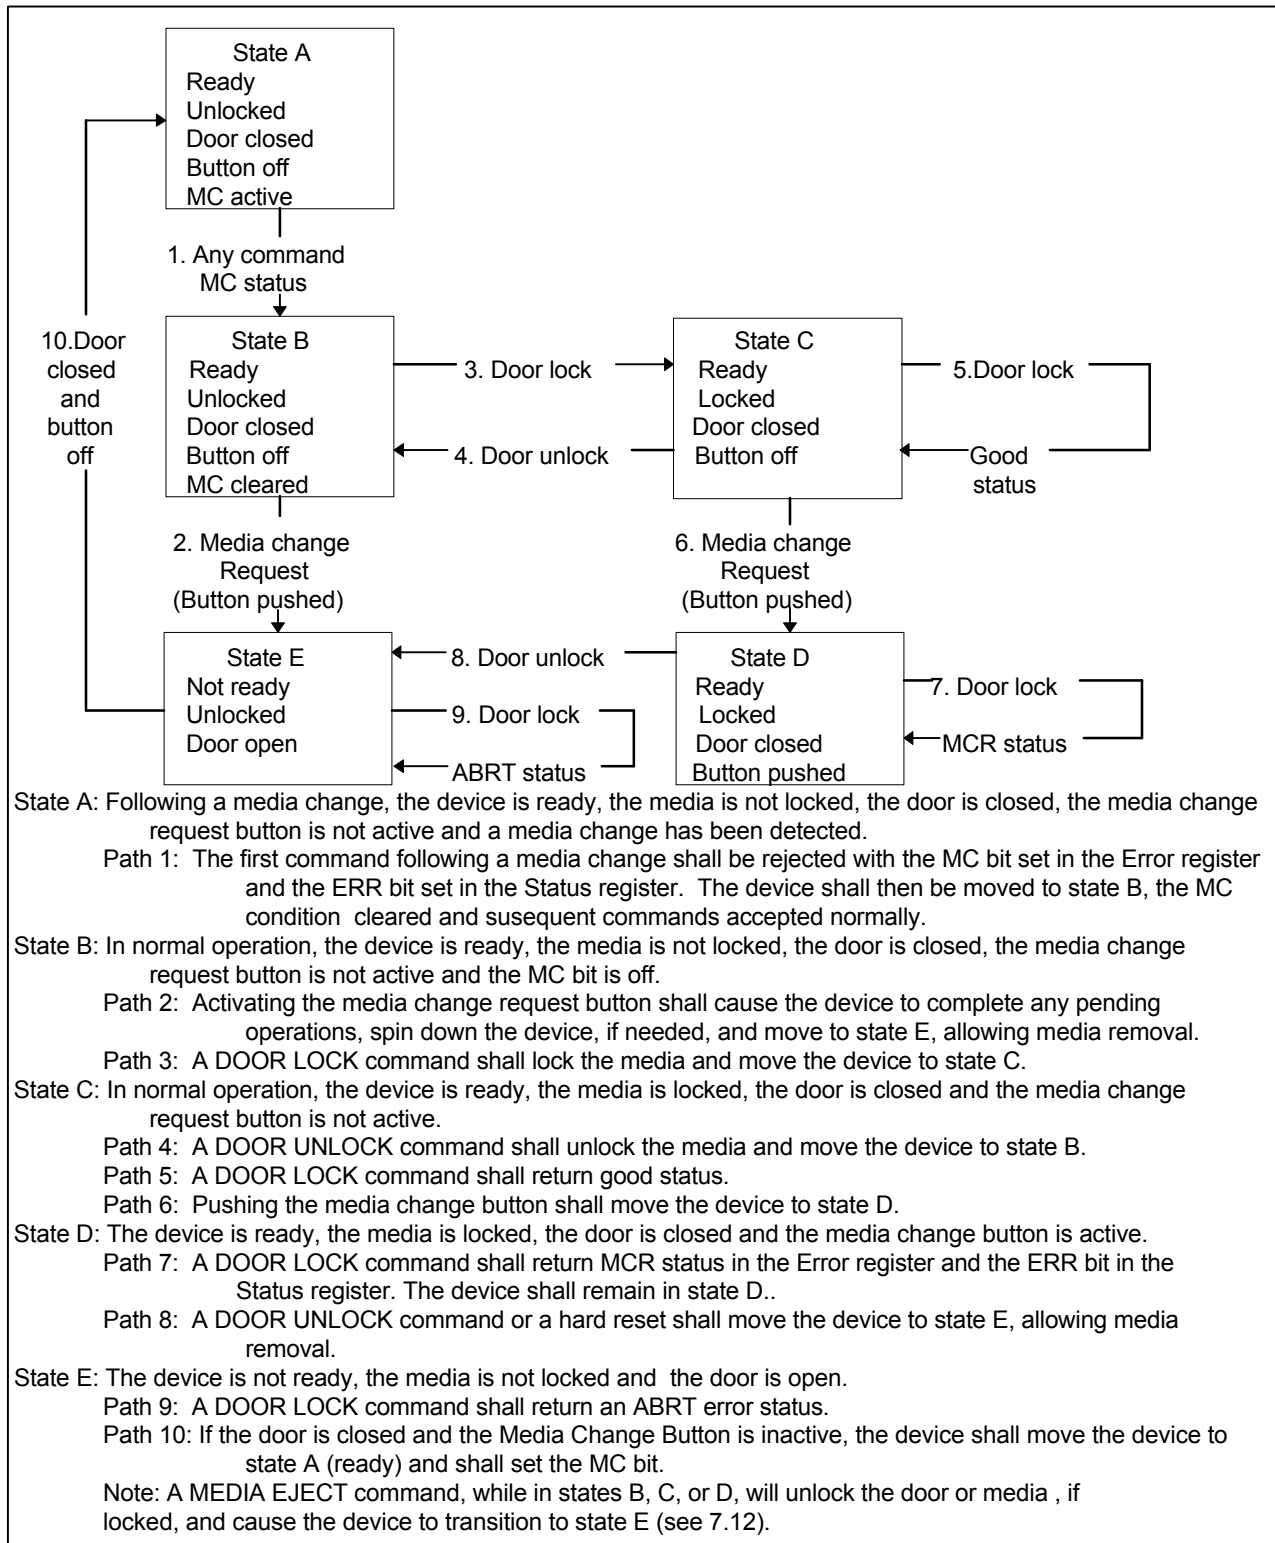 State A
Ready
Unlocked
Door closed
Button off
MC active
1. Any command
MC status
10.Door
closed
and
button
off
State B
Ready
Unlocked
Door closed
Button off
MC cleared
3. Door lock
4. Door unlock
State C
Ready
Locked
Door closed
Button off
5.Door lock
Good
status
2. Media change
Request
(Button pushed)
6. Media change
Request
(Button pushed)
State E
Not ready
Unlocked
Door open
8. Door unlock
9. Door lock
ABRT status
State D
Ready
Locked
Door closed
Button pushed
7. Door lock
MCR status
State A: Following a media change, the device is ready, the media is not locked, the door is closed, the media change
request button is not active and a media change has been detected.
Path 1: The first command following a media change shall be rejected with the MC bit set in the Error register
and the ERR bit set in the Status register. The device shall then be moved to state B, the MC
condition cleared and susequent commands accepted normally.
State B: In normal operation, the device is ready, the media is not locked, the door is closed, the media change
request button is not active and the MC bit is off.
Path 2: Activating the media change request button shall cause the device to complete any pending
operations, spin down the device, if needed, and move to state E, allowing media removal.
Path 3: A DOOR LOCK command shall lock the media and move the device to state C.
State C: In normal operation, the device is ready, the media is locked, the door is closed and the media change
request button is not active.
Path 4: A DOOR UNLOCK command shall unlock the media and move the device to state B.
Path 5: A DOOR LOCK command shall return good status.
Path 6: Pushing the media change button shall move the device to state D.
State D: The device is ready, the media is locked, the door is closed and the media change button is active.
Path 7: A DOOR LOCK command shall return MCR status in the Error register and the ERR bit in the
Status register. The device shall remain in state D..
Path 8: A DOOR UNLOCK command or a hard reset shall move the device to state E, allowing media
removal.
State E: The device is not ready, the media is not locked and the door is open.
Path 9: A DOOR LOCK command shall return an ABRT error status.
Path 10: If the door is closed and the Media Change Button is inactive, the device shall move the device to
state A (ready) and shall set the MC bit.
Note: A MEDIA EJECT command, while in states B, C, or D, will unlock the door or media , if
locked, and cause the device to transition to state E (see 7.12).